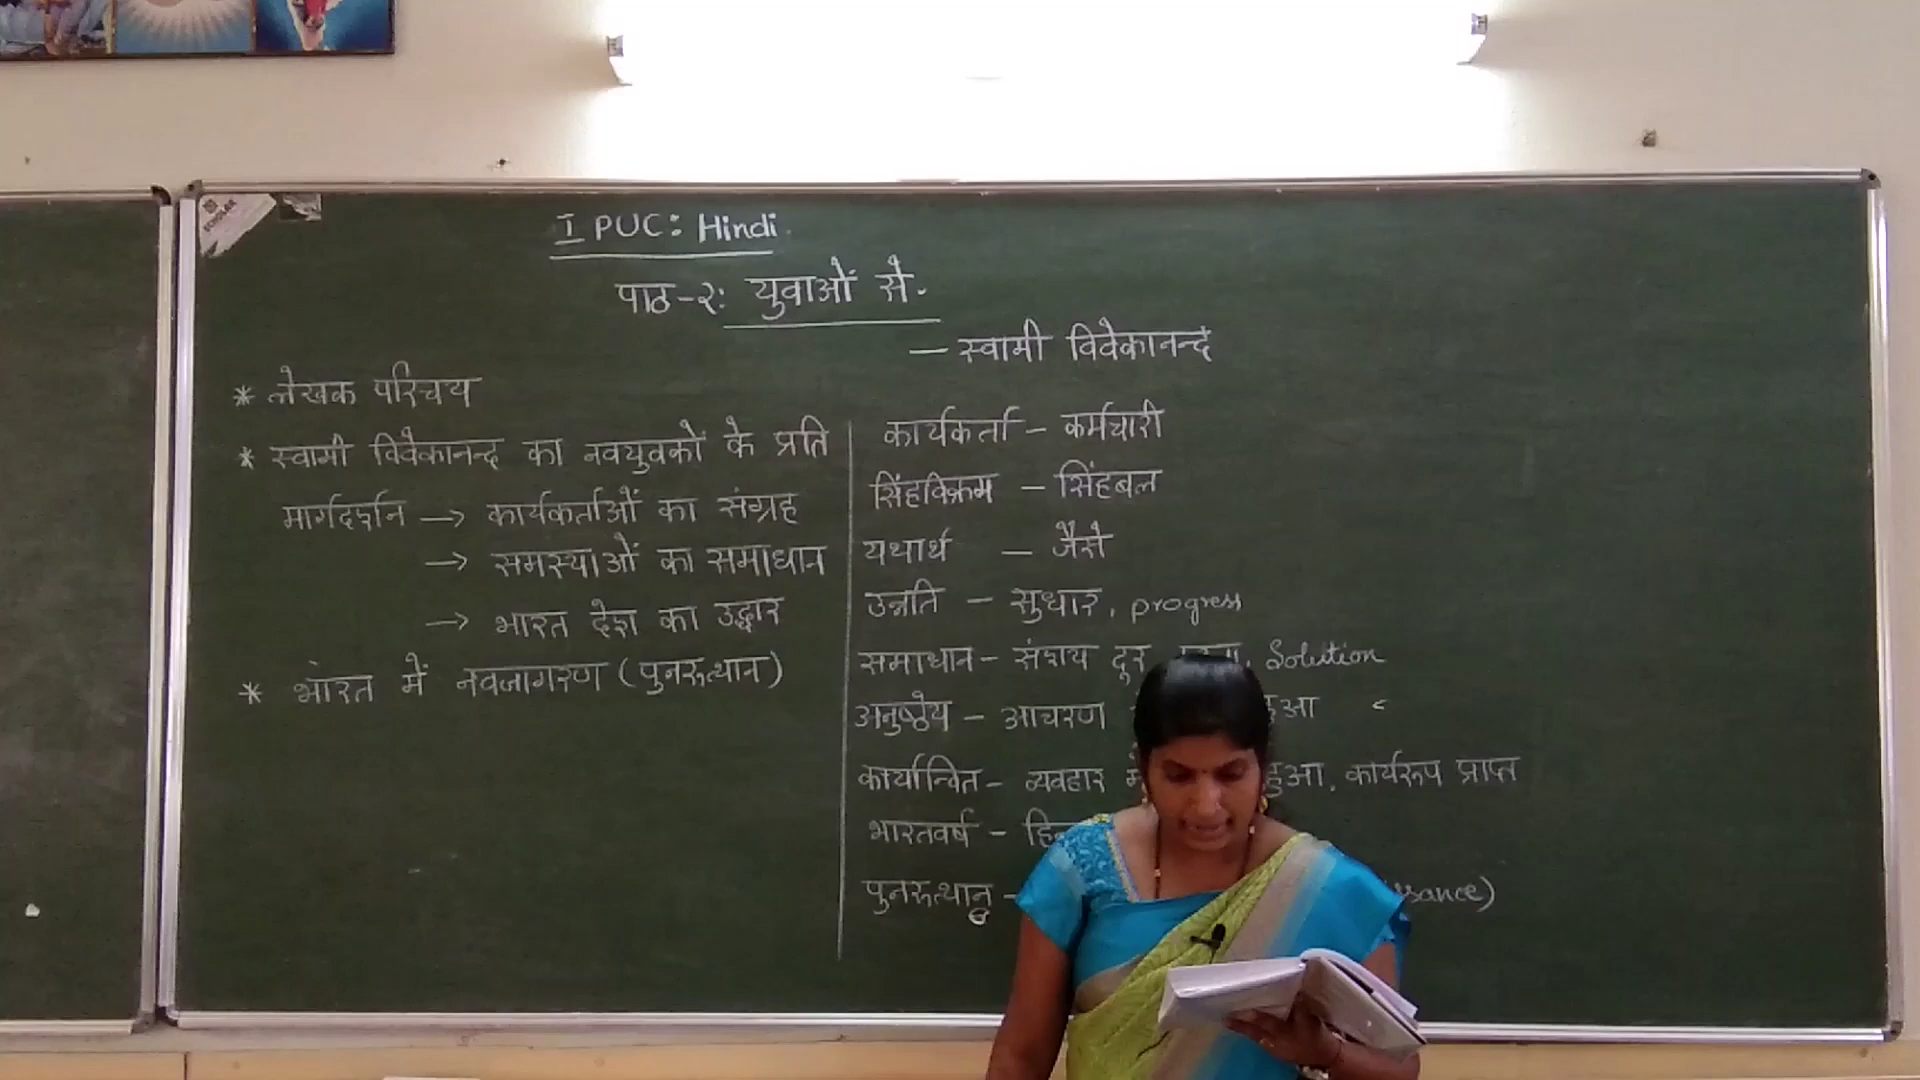 I PUC: Hindi.
पाठ-२: युवाओं से.
— स्वामी विवेकानन्द
* लेखक परिचय
* स्वामी विवेकानन्द का नवयुवकों के प्रति
मार्गदर्शन → कार्यकर्ताओं का संग्रह
→ समस्याओं का समाधान
→ भारत देश का उद्धार
* भारत में नवजागरण (पुनरुत्थान)
कार्यकर्ता – कर्मचारी
सिंहविक्रम – सिंहबल
यथार्थ – जैसे
उन्नति – सुधार, progress
समाधान – संशय दूर, Solution
अनुष्ठेय – आचरण हुआ
कार्यान्वित – व्यवहार हुआ, कार्यरूप प्राप्त
भारतवर्ष –
पुनरुत्थान –
SCHOLAR